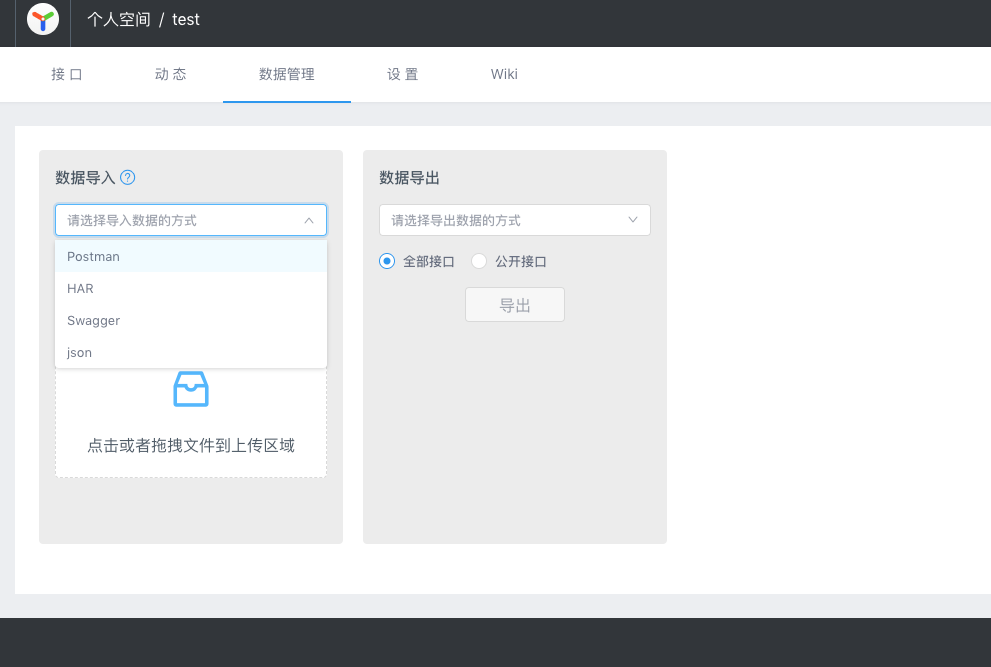 个人空间 / test
接 口 动 态 数据管理 设 置 Wiki
数据导入 ?
请选择导入数据的方式
Postman
HAR
Swagger
json
点击或者拖拽文件到上传区域
数据导出
请选择导出数据的方式
全部接口 公开接口
导出